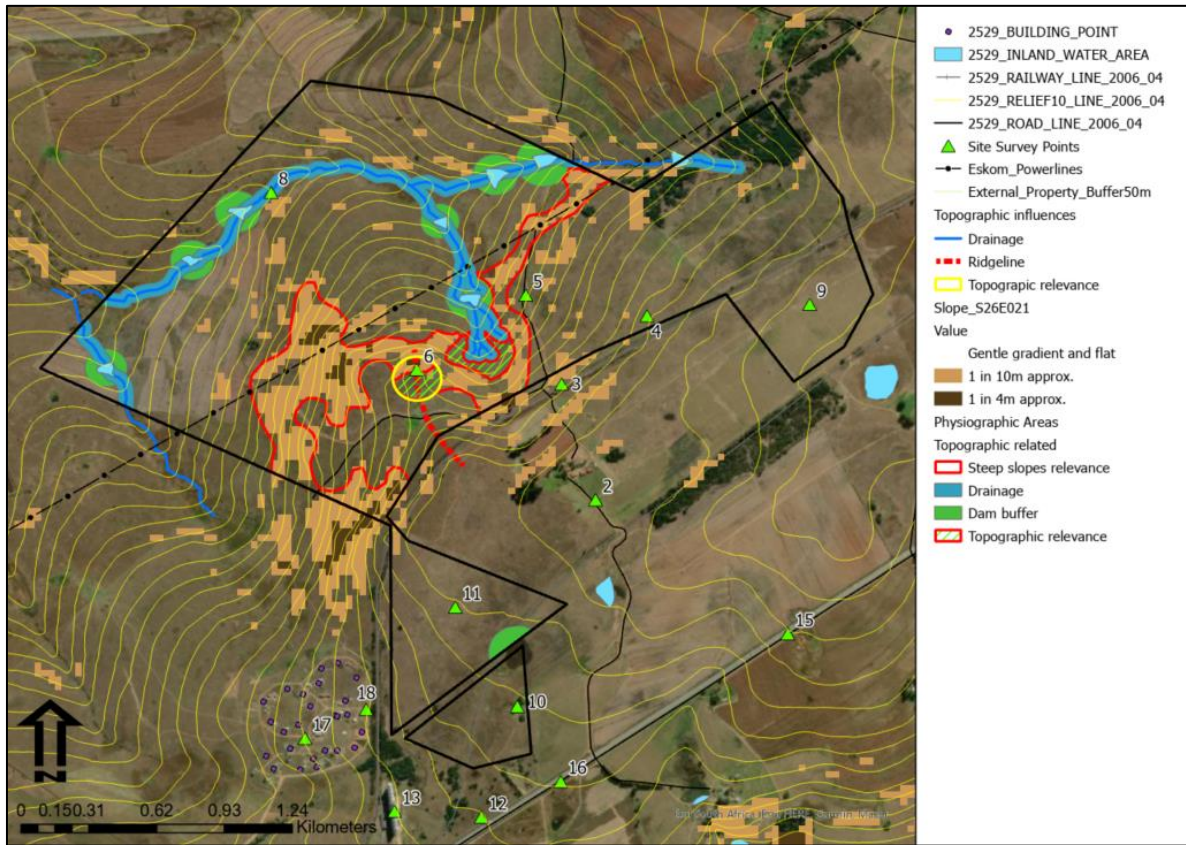 8
5
9
4
6
3
2
11
15
10
18
17
16
13
12
N
0 0.15 0.31 0.62 0.93 1.24
Kilometers
2529_BUILDING_POINT
2529_INLAND_WATER_AREA
2529_RAILWAY_LINE_2006_04
2529_RELIEF10_LINE_2006_04
2529_ROAD_LINE_2006_04
Site Survey Points
Eskom_Powerlines
External_Property_Buffer50m
Topographic influences
Drainage
Ridgeline
Topograpic relevance
Slope_S26E021
Value
Gentle gradient and flat
1 in 10m approx.
1 in 4m approx.
Physiographic Areas
Topographic related
Steep slopes relevance
Drainage
Dam buffer
Topographic relevance